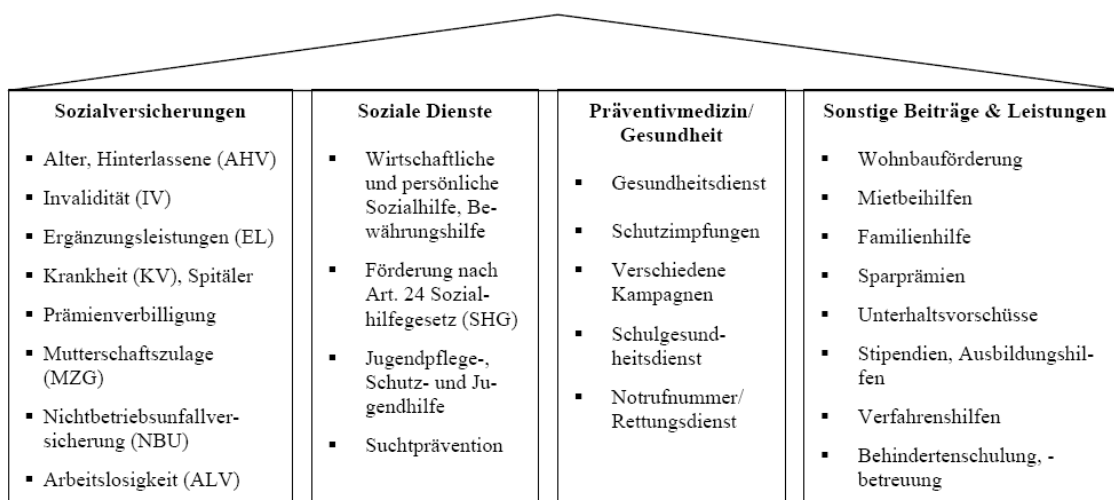 Sozialversicherungen
▪ Alter, Hinterlassene (AHV)
▪ Invalidität (IV)
▪ Ergänzungsleistungen (EL)
▪ Krankheit (KV), Spitäler
▪ Prämienverbilligung
▪ Mutterschaftszulage
(MZG)
▪ Nichtbetriebsunfallver-
sicherung (NBU)
▪ Arbeitslosigkeit (ALV)
Soziale Dienste
▪ Wirtschaftliche
und persönliche
Sozialhilfe, Be-
währungshilfe
▪ Förderung nach
Art. 24 Sozial-
hilfegesetz (SHG)
▪ Jugendpflege-,
Schutz- und Ju-
gendhilfe
▪ Suchtprävention
Präventivmedizin/
Gesundheit
▪ Gesundheitsdienst
▪ Schutzimpfungen
▪ Verschiedene
Kampagnen
▪ Schulgesund-
heitsdienst
▪ Notrufnummer/
Rettungsdienst
Sonstige Beiträge & Leistungen
▪ Wohnbauförderung
▪ Mietbeihilfen
▪ Familienhilfe
▪ Sparprämien
▪ Unterhaltsvorschüsse
▪ Stipendien, Ausbildungshil-
fen
▪ Verfahrenshilfen
▪ Behindertenschulung, -
betreuung